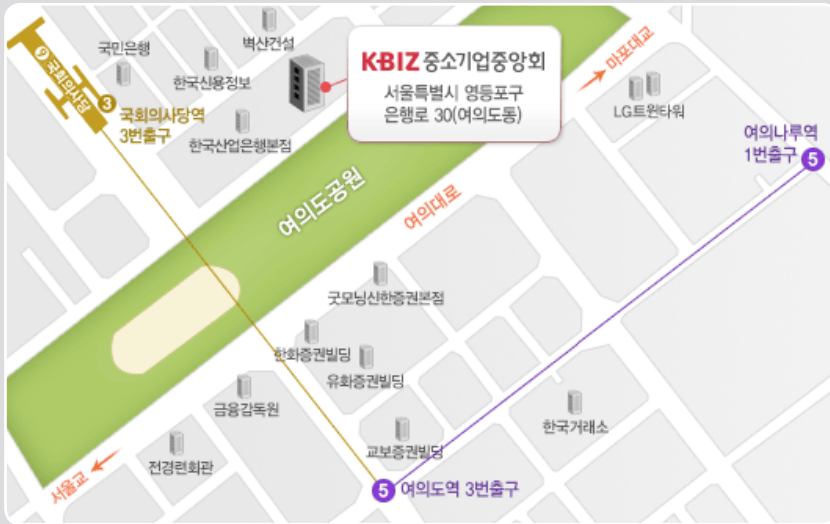 국민은행
벽산건설
한국신용정보
9 국회의사당
3
국회의사당역
3번출구
한국산업은행본점
K-BIZ 중소기업중앙회
서울특별시 영등포구
은행로 30(여의도동)
마포대교
LG트윈타워
여의나루역
1번출구 5
여의도공원
여의대로
굿모닝신한증권본점
한화증권빌딩
유화증권빌딩
금융감독원
한국거래소
교보증권빌딩
전경련회관
서울교
5 여의도역 3번출구